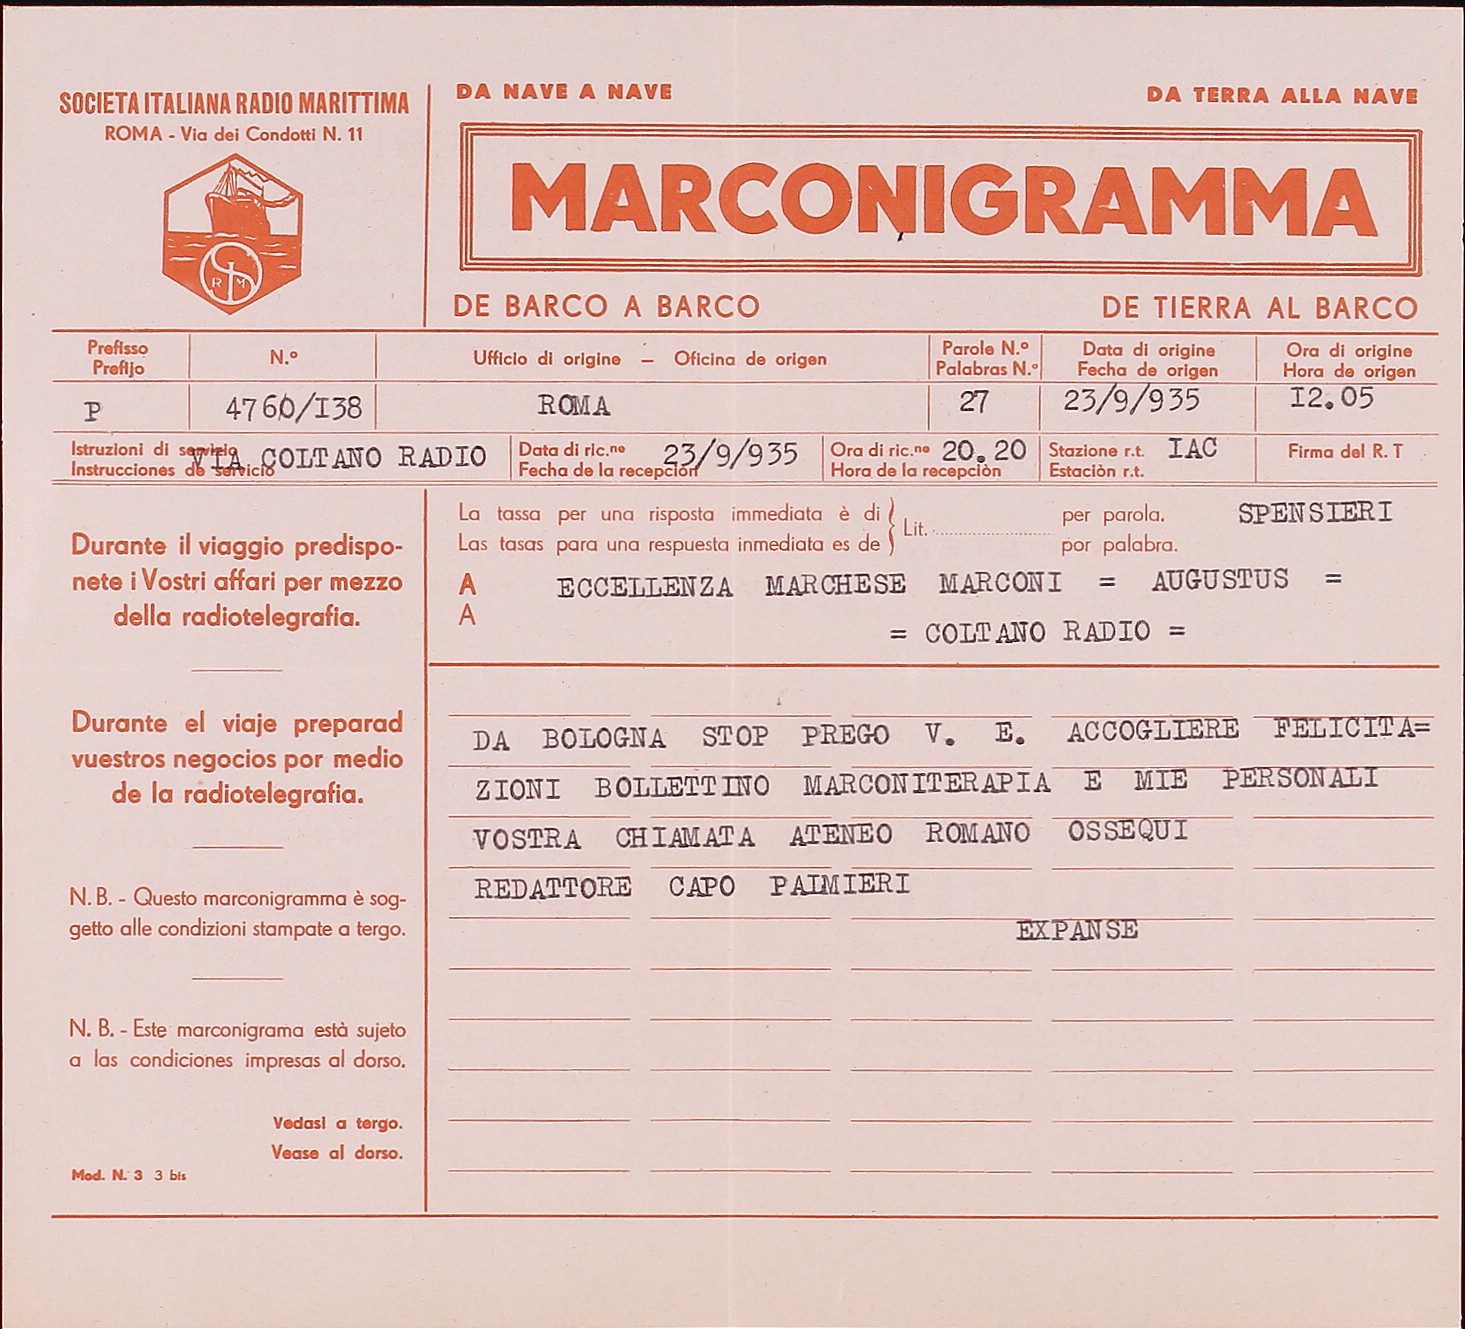 SOCIETA ITALIANA RADIO MARITTIMA
ROMA - Via dei Condotti N. 11
S R M
DA NAVE A NAVE
DA TERRA ALLA NAVE
MARCONIGRAMMA
DE BARCO A BARCO
DE TIERRA AL BARCO
Prefisso
Prefijo
N.º
Ufficio di origine — Oficina de origen
Parole N.º
Palabras N.º
Data di origine
Fecha de origen
Ora di origine
Hora de origen
P
4760/I38
ROMA
27
23/9/935
I2.05
Istruzioni di servizio
Instrucciones de servicio
VIA COLTANO RADIO
Data di ric.ne
Fecha de la recepciòn
23/9/935
Ora di ric.ne
Hora de la recepciòn
20.20
Stazione r.t.
Estaciòn r.t.
IAC
Firma del R. T
La tassa per una risposta immediata è di
Las tasas para una respuesta inmediata es de
Lit.
per parola.
por palabra.
SPENSIERI
A ECCELLENZA MARCHESE MARCONI = AUGUSTUS =
A = COLTANO RADIO =
DA BOLOGNA STOP PREGO V. E. ACCOGLIERE FELICITA=
ZIONI BOLLETTINO MARCONITERAPIA E MIE PERSONALI
VOSTRA CHIAMATA ATENEO ROMANO OSSEQUI
REDATTORE CAPO PALMIERI
EXPANSE
Durante il viaggio predispo-
nete i Vostri affari per mezzo
della radiotelegrafia.
Durante el viaje preparad
vuestros negocios por medio
de la radiotelegrafia.
N. B. - Questo marconigramma è sog-
getto alle condizioni stampate a tergo.
N. B. - Este marconigrama està sujeto
a las condiciones impresas al dorso.
Vedasi a tergo.
Vease al dorso.
Mod. N. 3 3 bis